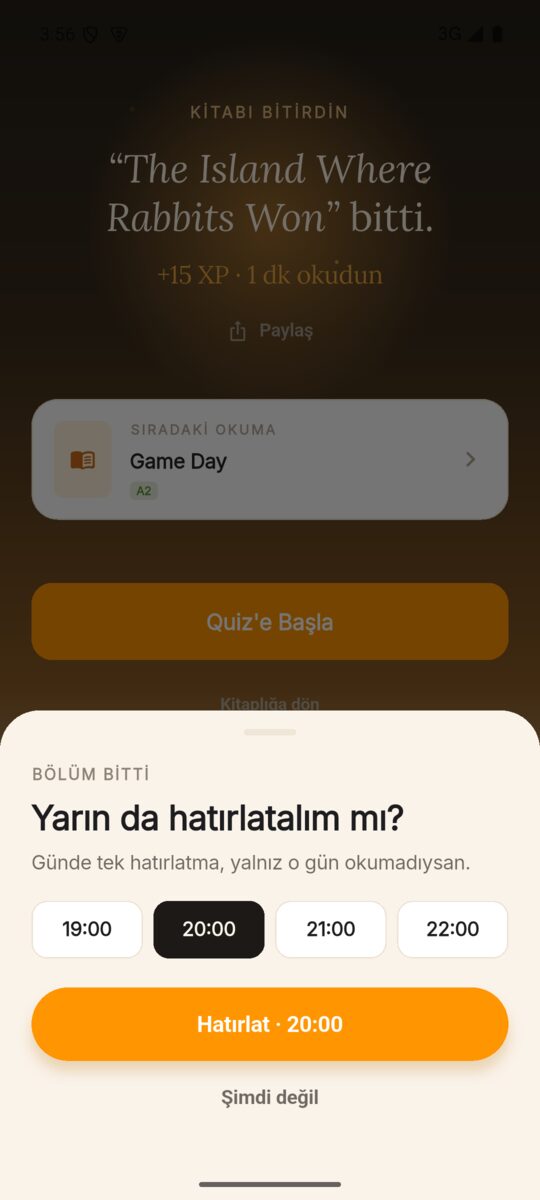 3:56
3G
KİTABI BİTİRDİN
“The Island Where
Rabbits Won” bitti.
+15 XP · 1 dk okudun
Paylaş
SIRADAKİ OKUMA
Game Day
A2
Quiz'e Başla
Kitaplığa dön
BÖLÜM BİTTİ
Yarın da hatırlatalım mı?
Günde tek hatırlatma, yalnız o gün okumadıysan.
19:00 20:00 21:00 22:00
Hatırlat · 20:00
Şimdi değil